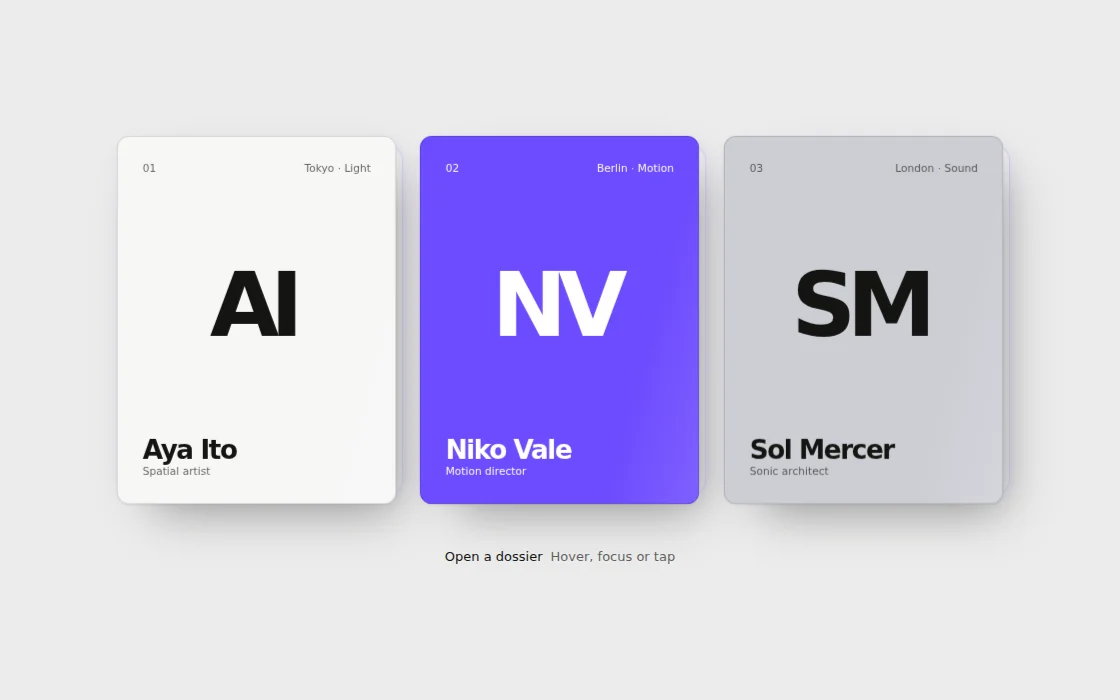 01 Tokyo · Light
AI
Aya Ito
Spatial artist
02 Berlin · Motion
NV
Niko Vale
Motion director
03 London · Sound
SM
Sol Mercer
Sonic architect
Open a dossier Hover, focus or tap